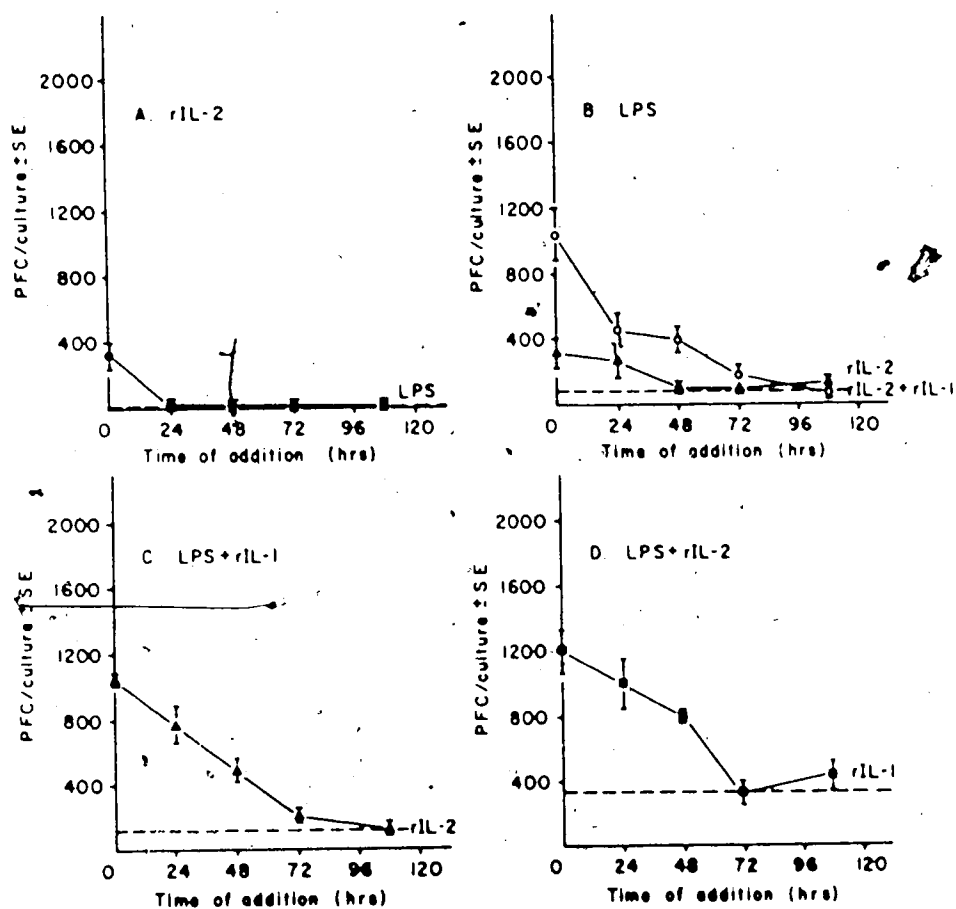 PFC/culture ±SE
2000
1600
1200
800
400
A. rIL-2
LPS
0 24 48 72 96 120
Time of addition (hrs)
PFC/culture ±SE
2000
1600
1200
800
400
B LPS
rIL-2
rIL-2 + rIL-1
0 24 48 72 96 120
Time of addition (hrs)
PFC/culture ±SE
2000
1600
1200
800
400
C LPS+rIL-1
rIL-2
0 24 48 72 96 120
Time of addition (hrs)
PFC/culture ±SE
2000
1600
1200
800
400
D. LPS+rIL-2
rIL-1
0 24 48 72 96 120
Time of addition (hrs)